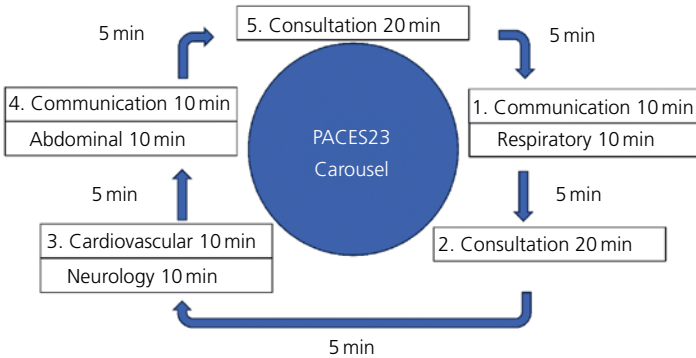 5 min
5. Consultation 20 min
5 min
4. Communication 10 min
Abdominal 10 min
PACES23
Carousel
1. Communication 10 min
Respiratory 10 min
5 min
5 min
3. Cardiovascular 10 min
Neurology 10 min
2. Consultation 20 min
5 min